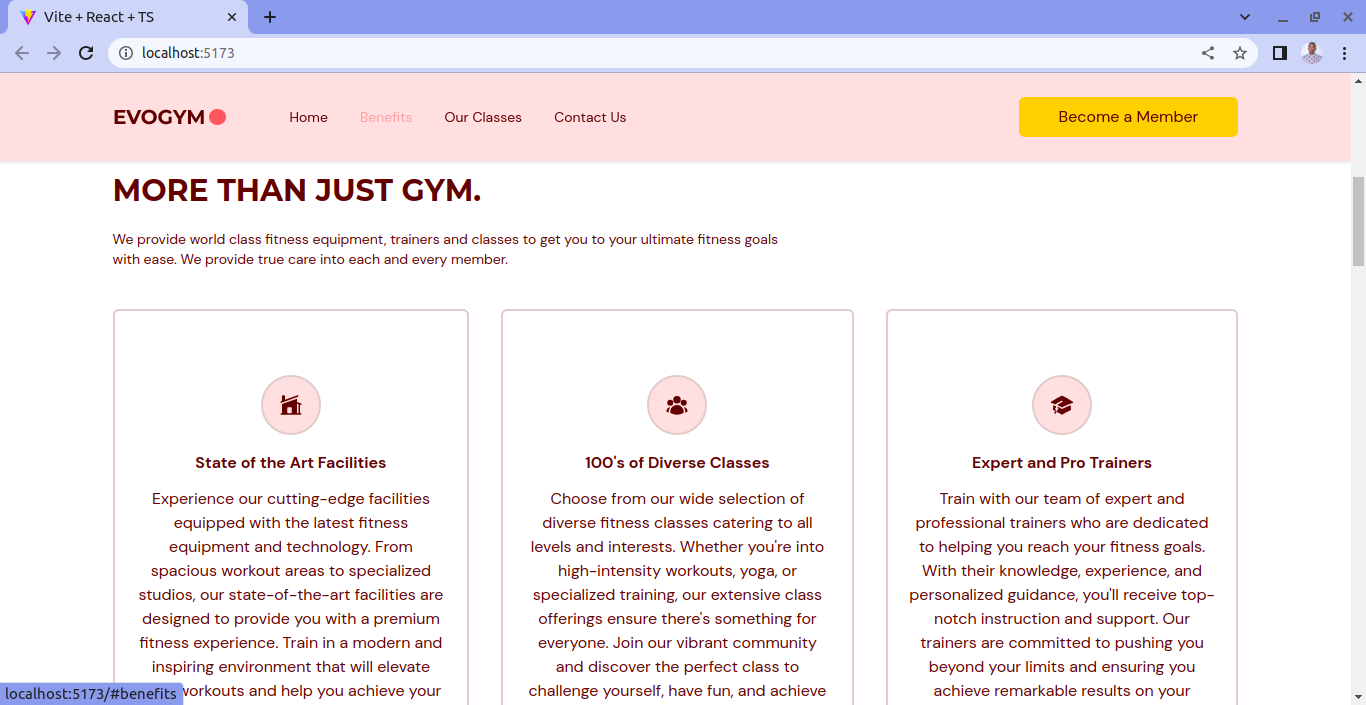 Vite + React + TS
localhost:5173
EVOGYM
Home
Benefits
Our Classes
Contact Us
Become a Member
MORE THAN JUST GYM.
We provide world class fitness equipment, trainers and classes to get you to your ultimate fitness goals
with ease. We provide true care into each and every member.
State of the Art Facilities
Experience our cutting-edge facilities
equipped with the latest fitness
equipment and technology. From
spacious workout areas to specialized
studios, our state-of-the-art facilities are
designed to provide you with a premium
fitness experience. Train in a modern and
inspiring environment that will elevate
workouts and help you achieve your
100's of Diverse Classes
Choose from our wide selection of
diverse fitness classes catering to all
levels and interests. Whether you're into
high-intensity workouts, yoga, or
specialized training, our extensive class
offerings ensure there's something for
everyone. Join our vibrant community
and discover the perfect class to
challenge yourself, have fun, and achieve
Expert and Pro Trainers
Train with our team of expert and
professional trainers who are dedicated
to helping you reach your fitness goals.
With their knowledge, experience, and
personalized guidance, you'll receive top-
notch instruction and support. Our
trainers are committed to pushing you
beyond your limits and ensuring you
achieve remarkable results on your
localhost:5173/#benefits